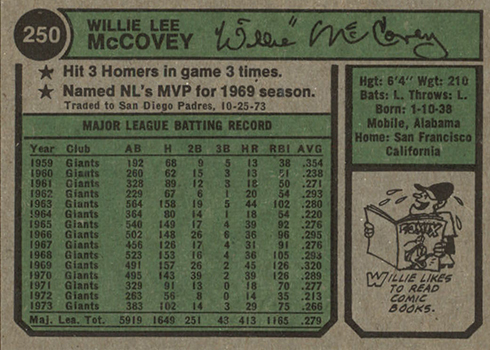 250
WILLIE LEE
McCOVEY
"Willie" McCovey
★ Hit 3 Homers in game 3 times.
★ Named NL's MVP for 1969 season.
Traded to San Diego Padres, 10-25-73
MAJOR LEAGUE BATTING RECORD
Year Club AB H 2B 3B HR RBI AVG
1959 Giants 192 68 9 5 13 38 .354
1960 Giants 260 62 15 3 13 51 .238
1961 Giants 328 89 12 3 18 50 .271
1962 Giants 229 67 6 1 20 54 .293
1963 Giants 564 158 19 5 44 102 .280
1964 Giants 364 80 14 1 18 54 .220
1965 Giants 540 149 17 4 39 92 .276
1966 Giants 502 148 26 6 36 96 .295
1967 Giants 456 126 17 4 31 91 .276
1968 Giants 523 153 16 4 36 105 .293
1969 Giants 491 157 26 2 45 126 .320
1970 Giants 495 143 39 2 39 126 .289
1971 Giants 329 91 13 0 18 70 .277
1972 Giants 263 56 8 0 14 35 .213
1973 Giants 383 102 14 3 29 75 .266
Maj. Lea. Tot. 5919 1649 251 43 413 1165 .279
Hgt: 6'4" Wgt: 210
Bats: L. Throws: L.
Born: 1-10-38
Mobile, Alabama
Home: San Francisco
California
WILLIE LIKES
TO READ
COMIC
BOOKS.